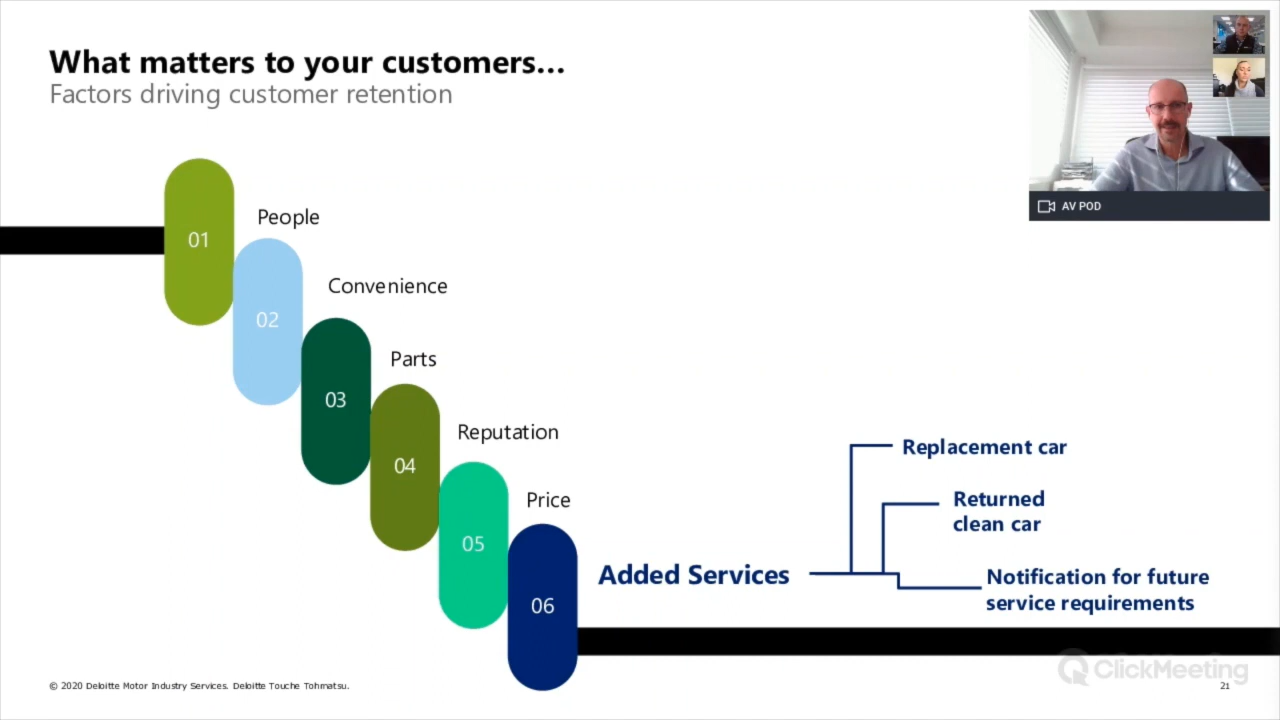 What matters to your customers...
Factors driving customer retention
AV POD
01
People
02
Convenience
03
Parts
04
Reputation
05
Price
06
Added Services
Replacement car
Returned
clean car
Notification for future
service requirements
ClickMeeting
© 2020 Deloitte Motor Industry Services. Deloitte Touche Tohmatsu.
21